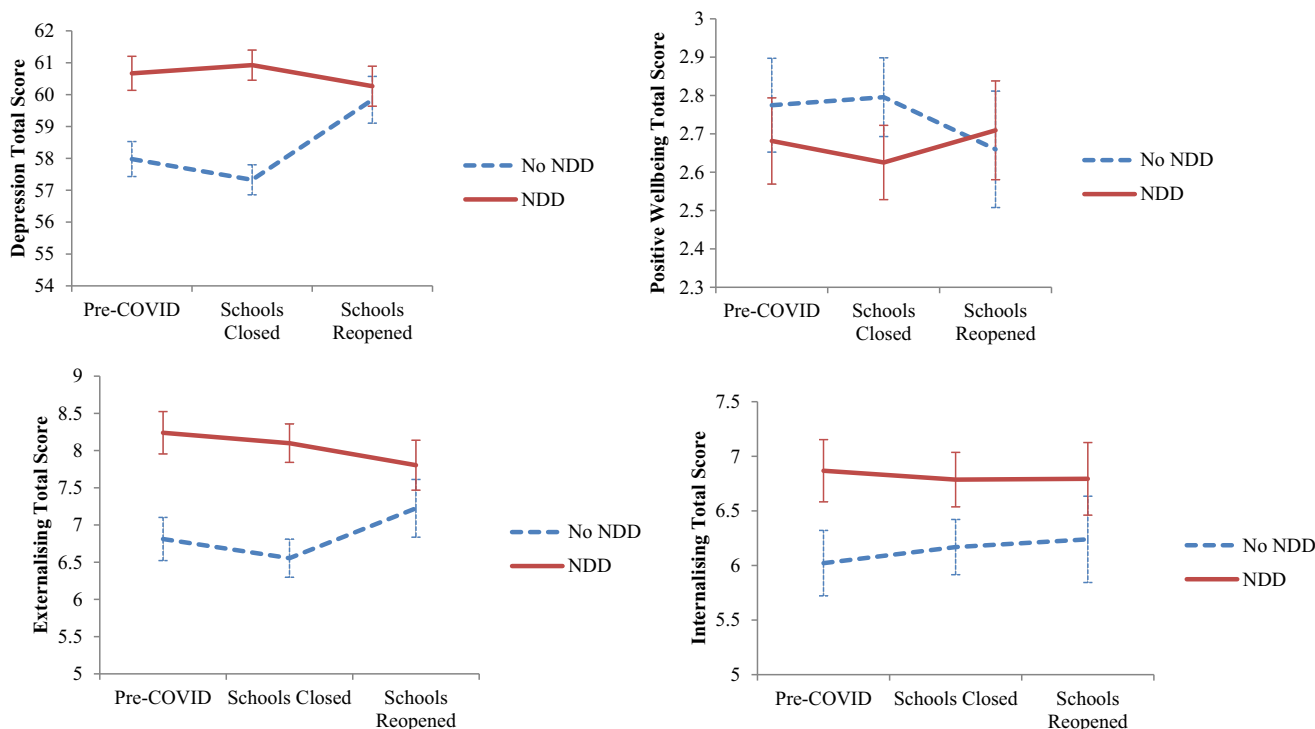 Depression Total Score
62
61
60
59
58
57
56
55
54
Pre-COVID
Schools
Closed
Schools
Reopened
No NDD
NDD
Positive Wellbeing Total Score
3
2.9
2.8
2.7
2.6
2.5
2.4
2.3
Pre-COVID
Schools
Closed
Schools
Reopened
No NDD
NDD
Externalising Total Score
9
8.5
8
7.5
7
6.5
6
5.5
5
Pre-COVID
Schools Closed
Schools
Reopened
No NDD
NDD
Internalising Total Score
7.5
7
6.5
6
5.5
5
Pre-COVID
Schools Closed
Schools
Reopened
No NDD
NDD